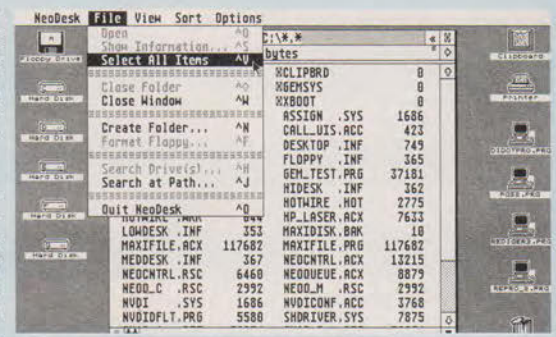 NeoDesk File View Sort Options
Open ^O
Show Information... ^S
Select All Items ^U
Close Folder
Close Window ^W
Create Folder... ^N
Format Floppy... ^F
Search Drive(s)... ^H
Search at Path... ^J
Quit NeoDesk ^Q
C:\*.*
bytes
CLIPBRD 0
GEMSYS 0
XBOOT 0
ASSIGN .SYS 1686
CALL_VIS.ACC 423
DESKTOP .INF 749
FLOPPY .INF 365
GEM_TEST.PRG 37181
HIDESK .INF 362
HOTWIRE .HOT 2775
HP_LASER.ACX 7633
LOWDESK .INF 353 MAXIDISK.BAK 10
MAXIFILE.ACX 117682 MAXIFILE.PRG 117682
MEDDESK .INF 367 NEOCNTRL.ACX 13215
NEOCNTRL.RSC 6460 NEOQUEUE.ACX 8879
NEOD_C .RSC 2992 NEOD_M .RSC 2992
NVDI .SYS 1686 NVDICONF.ACC 3768
NVDIDFLT.PRG 5580 SHDRIVER.SYS 7875
Floppy Drive
Hard Disk
Hard Disk
Hard Disk
Hard Disk
Hard Disk
Clipboard
Printer